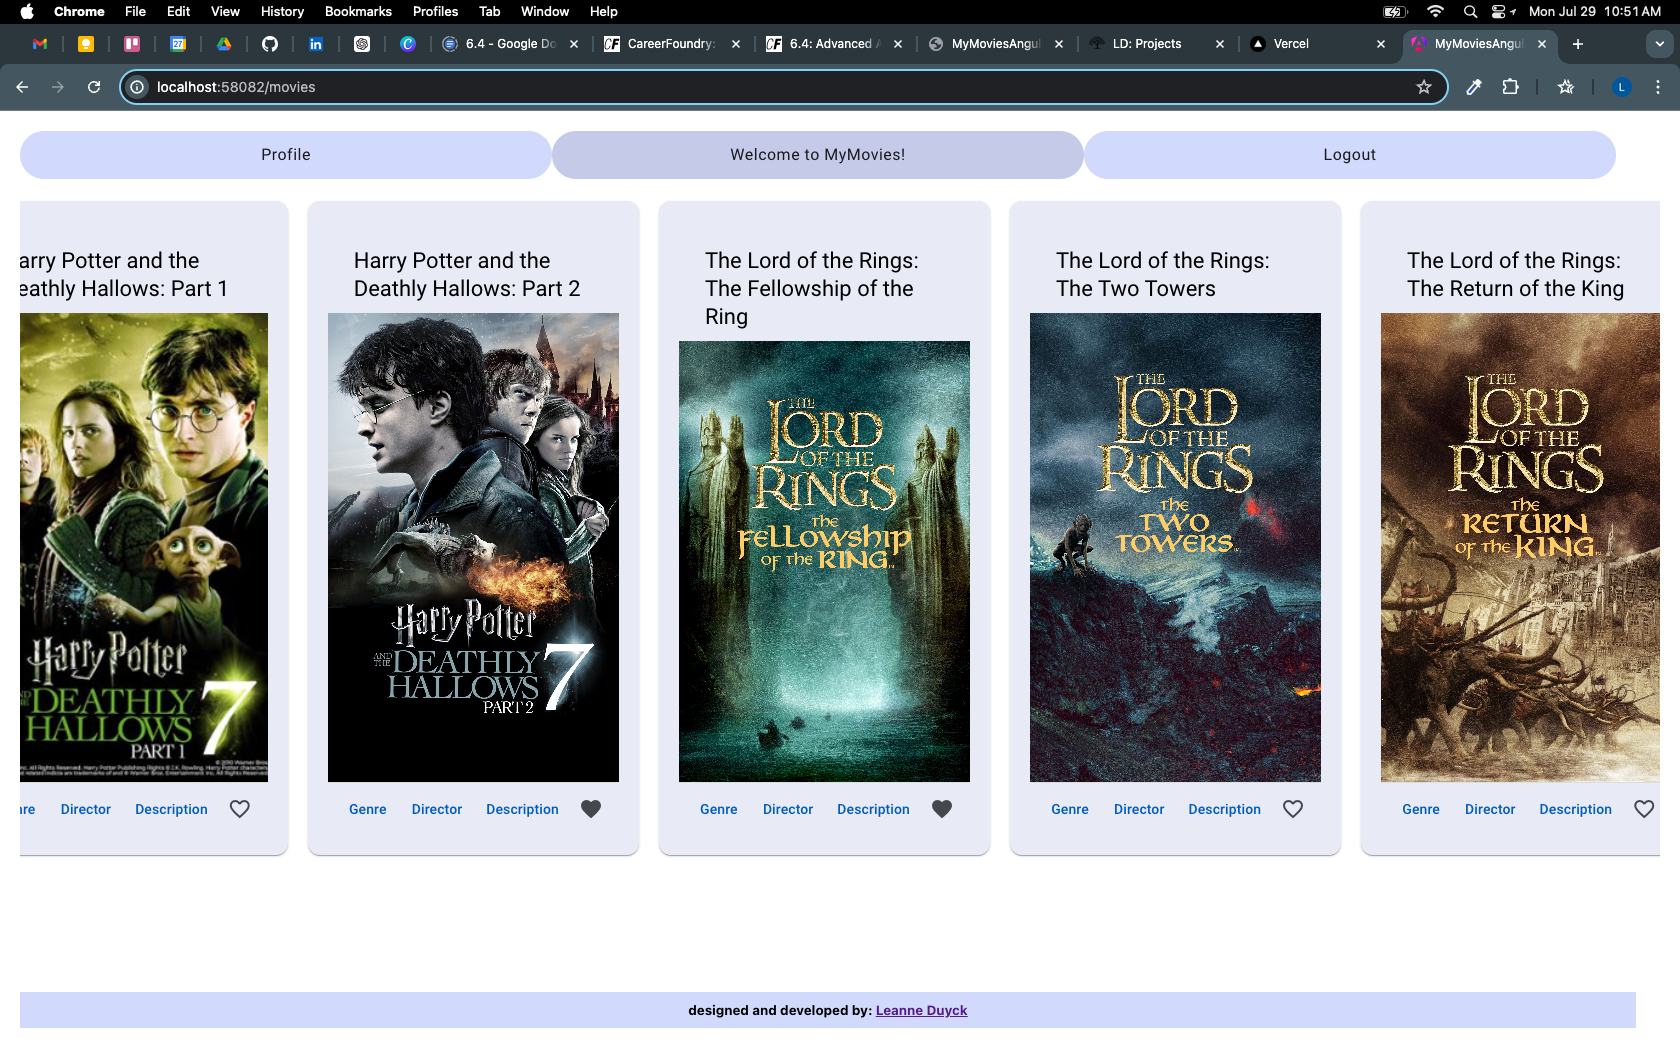 Chrome File Edit View History Bookmarks Profiles Tab Window Help Mon Jul 29 10:51 AM
27 6.4 - Google Do CareerFoundry: 6.4: Advanced MyMoviesAngul LD: Projects Vercel MyMoviesAngul
localhost:58082/movies L
Profile Welcome to MyMovies! Logout
arry Potter and the
eathly Hallows: Part 1
Harry Potter
DEATHLY
HALLOWS 7
PART 1
nre Director Description
Harry Potter and the
Deathly Hallows: Part 2
Harry Potter
AND THE DEATHLY
HALLOWS 7
PART 2
Genre Director Description
The Lord of the Rings:
The Fellowship of the
Ring
THE
LORD
OF THE
RINGS
THE
FELLOWSHIP
OF THE RING
Genre Director Description
The Lord of the Rings:
The Two Towers
THE
LORD
OF THE
RINGS
THE
TWO
TOWERS
Genre Director Description
The Lord of the Rings:
The Return of the King
THE
LORD
OF THE
RINGS
THE
RETURN
OF THE KING
Genre Director Description
designed and developed by: Leanne Duyck